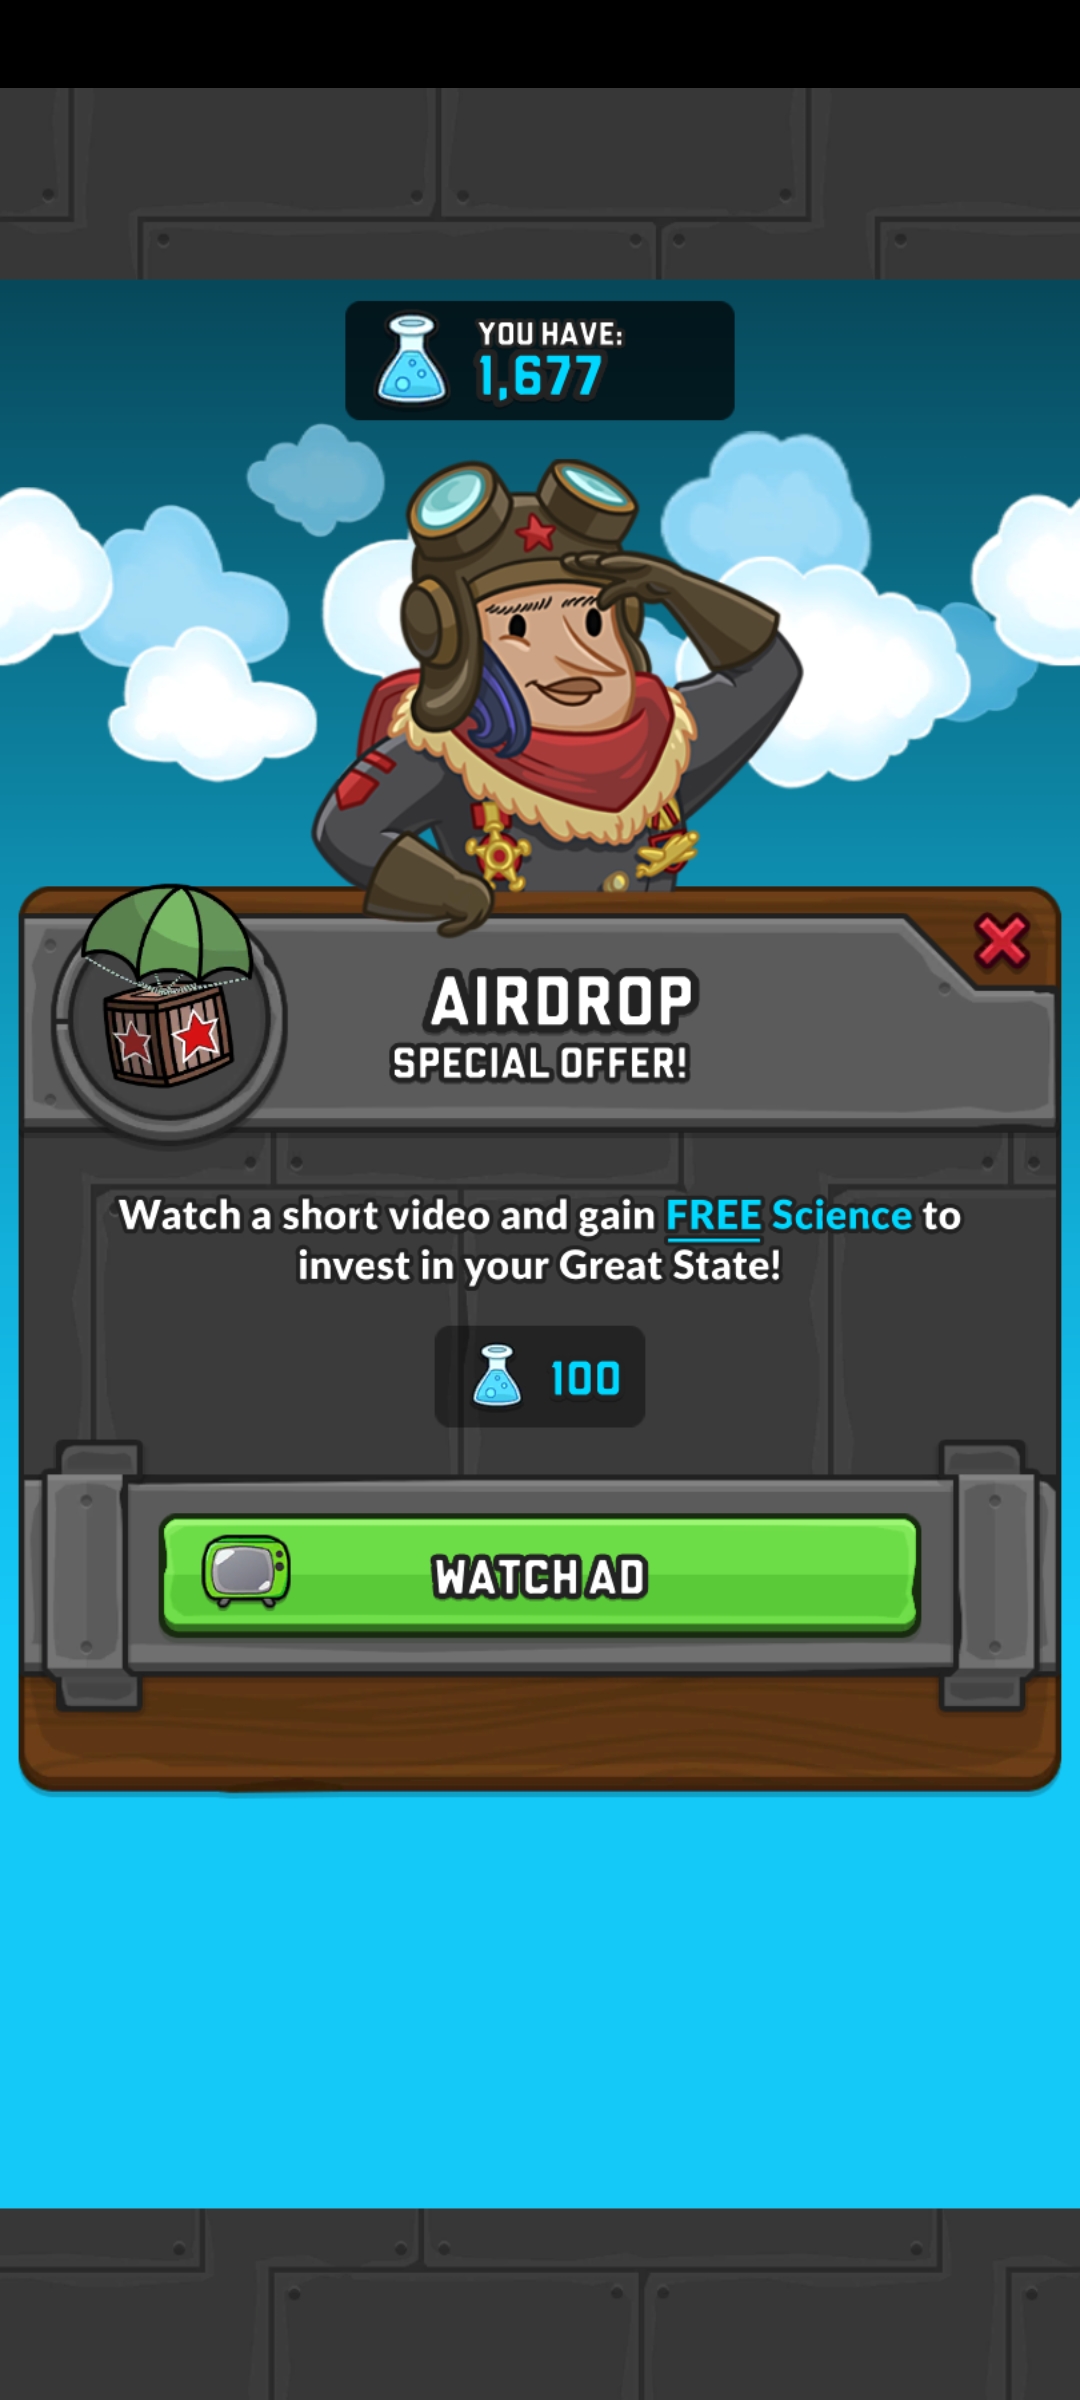 YOU HAVE:
1,677
AIRDROP
SPECIAL OFFER!
Watch a short video and gain FREE Science to
invest in your Great State!
100
WATCH AD